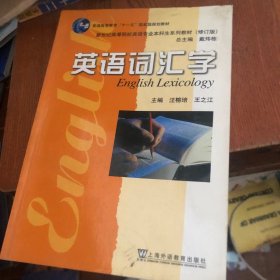 普通高等教育“十一五”国家级规划教材
新世纪高等院校英语专业本科生系列教材（修订版）
总主编 戴炜栋
英语词汇学
English Lexicology
主编 汪榕培 王之江
English
上海外语教育出版社